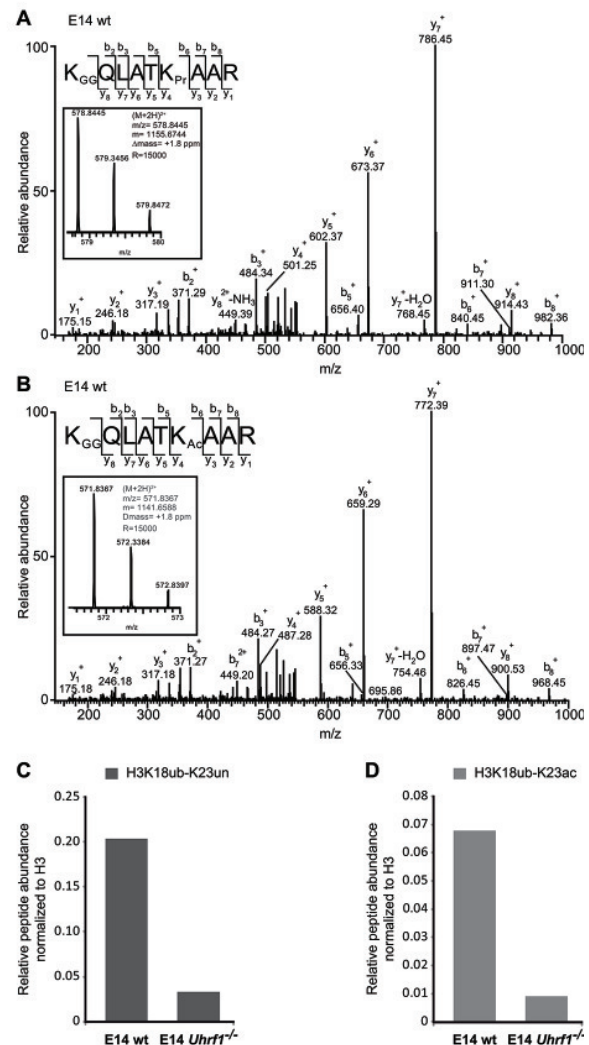 A
E14 wt
b2 b3 b5 b6 b7 b8
KGGQLATKPrAAR
y8 y7 y6 y5 y4 y3 y2 y1
578.8445
(M+2H)2+
m/z= 578.8445
m= 1155.6744
Δmass= +1.8 ppm
R=15000
579.3456
579.8472
579 580
m/z
Relative abundance
100
50
0
y7+
786.45
y6+
673.37
y5+
602.37
y4+
501.25
b3+
484.34
y8 2+-NH3
449.39
b2+
371.29
y3+
317.19
y2+
246.18
y1+
175.15
b5+
656.40
y7+-H2O
768.45
b6+
840.45
b7+
911.30
y8+
914.43
b8+
982.36
200 300 400 500 600 700 800 900 1000
m/z
B
E14 wt
b2 b3 b5 b6 b7 b8
KGGQLATKAcAAR
y8 y7 y6 y5 y4 y3 y2 y1
571.8367
(M+2H)2+
m/z= 571.8367
m= 1141.6588
Dmass= +1.8 ppm
R=15000
572.3384
572.8397
572 573
m/z
Relative abundance
100
50
0
y7+
772.39
y6+
659.29
y5+
588.32
y4+
487.28
b3+
484.27
b7 2+
449.20
b2+
371.27
y3+
317.18
y2+
246.18
y1+
175.18
b5+
656.33
695.86
y7+-H2O
754.46
b6+
826.45
b7+
897.47
y8+
900.53
b8+
968.45
200 300 400 500 600 700 800 900 1000
m/z
C
H3K18ub-K23un
Relative peptide abundance
normalized to H3
0.25
0.20
0.15
0.10
0.05
0
E14 wt E14 Uhrf1-/-
D
H3K18ub-K23ac
Relative peptide abundance
normalized to H3
0.08
0.07
0.06
0.05
0.04
0.03
0.02
0.01
0
E14 wt E14 Uhrf1-/-